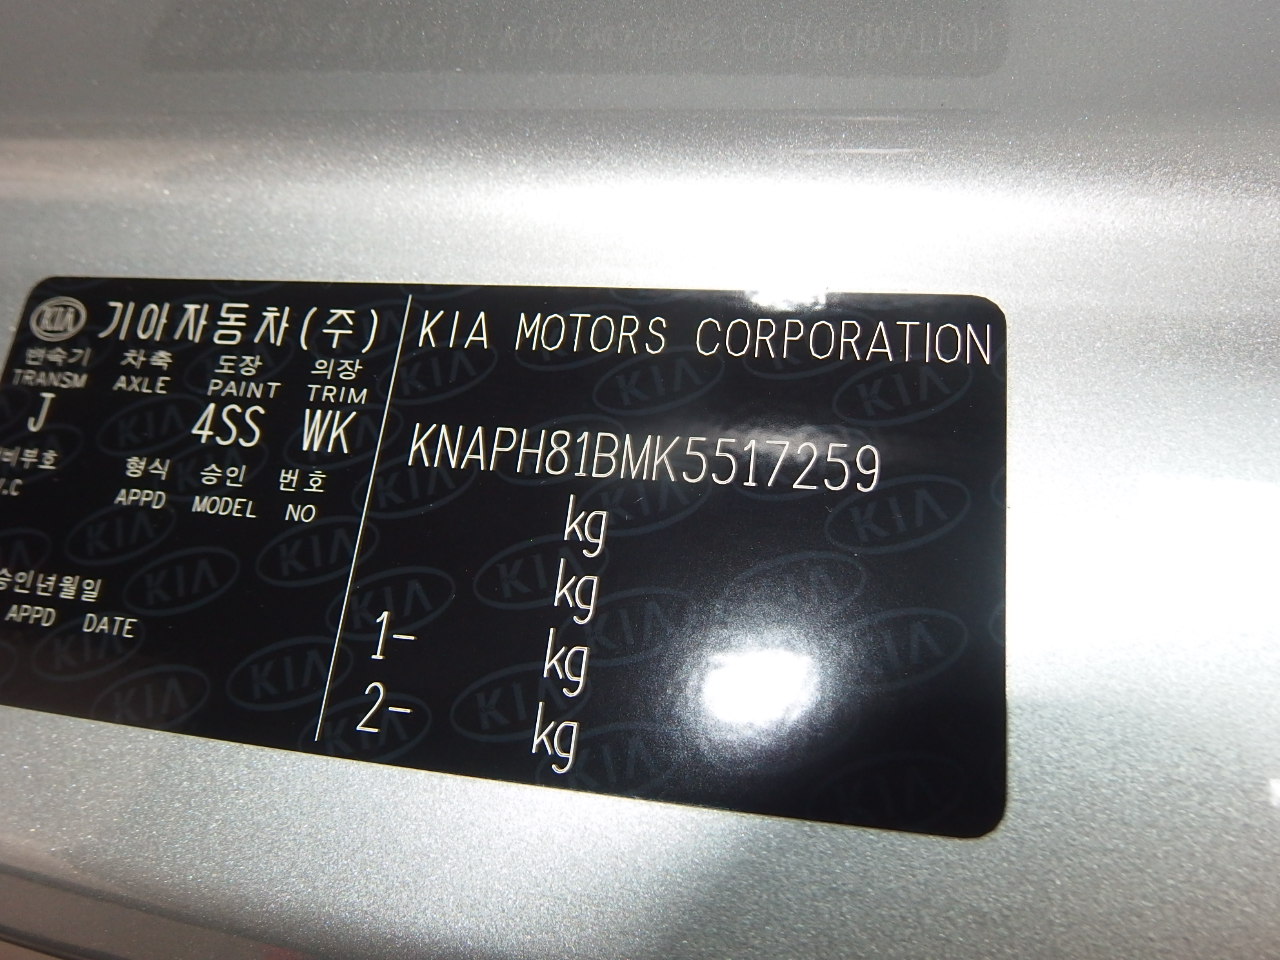 KIA 기아자동차(주)
변속기 차축 도장 의장
TRANSM AXLE PAINT TRIM
J 4SS WK
형식 승인 번호
APPD MODEL NO
승인년월일
APPD DATE
KIA MOTORS CORPORATION
KNAPH81BMK5517259
kg
kg
1- kg
2- kg